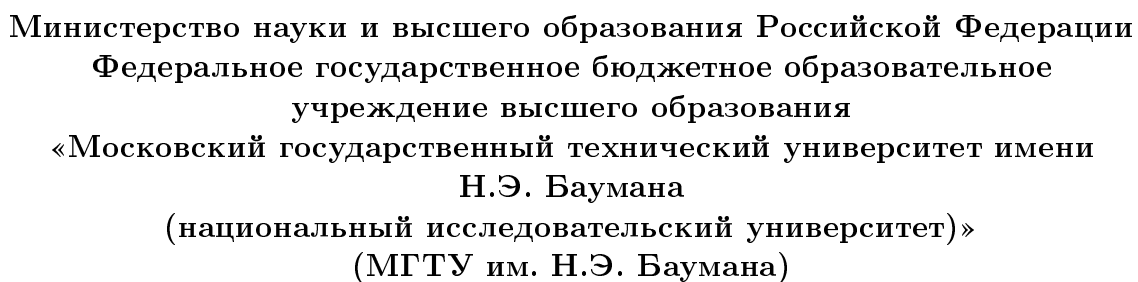 Министерство науки и высшего образования Российской Федерации
Федеральное государственное бюджетное образовательное
учреждение высшего образования
«Московский государственный технический университет имени
Н.Э. Баумана
(национальный исследовательский университет)»
(МГТУ им. Н.Э. Баумана)